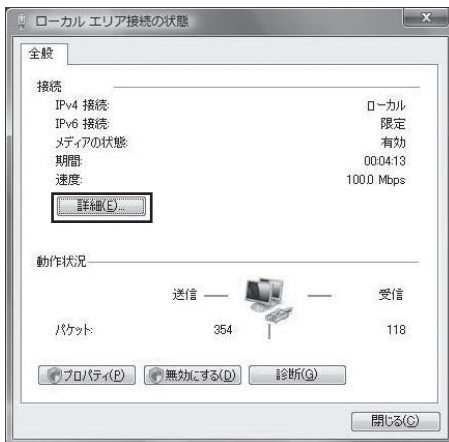 ローカル エリア接続の状態
全般
接続
IPv4 接続: ローカル
IPv6 接続: 限定
メディアの状態: 有効
期間: 00:04:13
速度: 100.0 Mbps
詳細(E)...
動作状況
送信 — — 受信
パケット: 354 118
プロパティ(P) 無効にする(D) 診断(G)
閉じる(C)